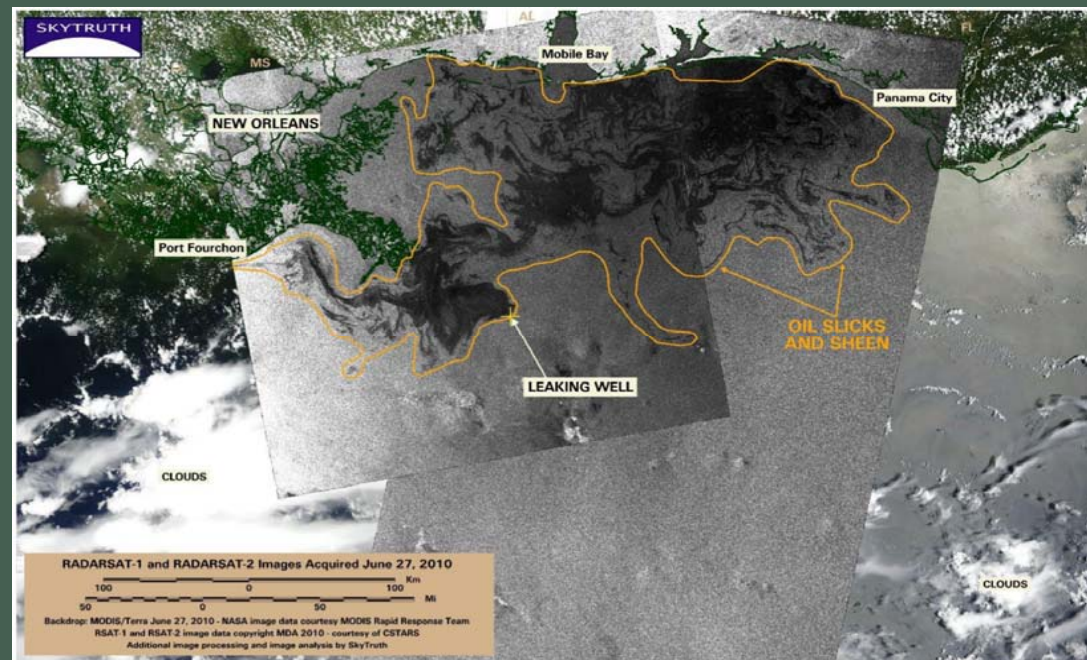 SKYTRUTH
AL
FL
MS
Mobile Bay
Panama City
NEW ORLEANS
Port Fourchon
OIL SLICKS
AND SHEEN
LEAKING WELL
CLOUDS
CLOUDS
RADARSAT-1 and RADARSAT-2 Images Acquired June 27, 2010
Km
100 0 100
Mi
50 0 50
Backdrop: MODIS/Terra June 27, 2010 - NASA image data courtesy MODIS Rapid Response Team
RSAT-1 and RSAT-2 image data copyright MDA 2010 - courtesy of CSTARS
Additional image processing and image analysis by SkyTruth